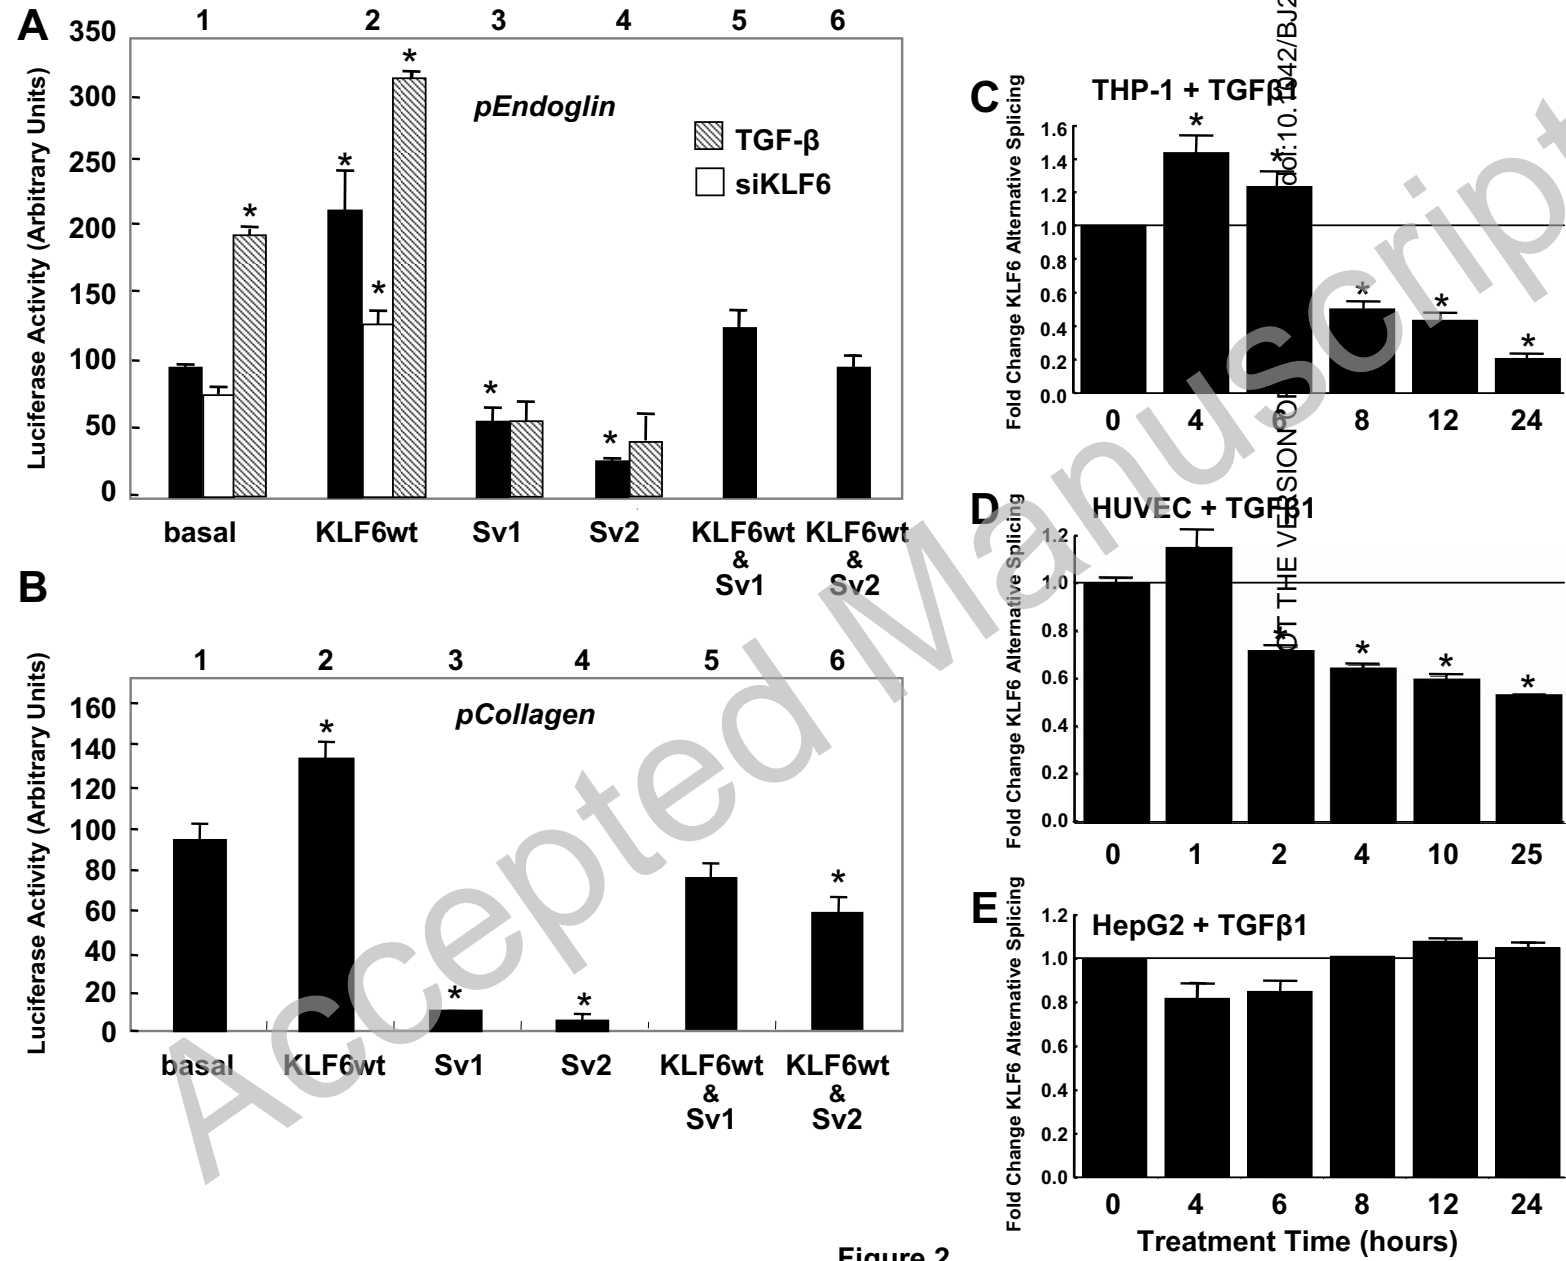 A
1 2 3 4 5 6
Luciferase Activity (Arbitrary Units)
350
300
250
200
150
100
50
0
pEndoglin
TGF-β
siKLF6
* * * * * *
basal KLF6wt Sv1 Sv2 KLF6wt & Sv1 KLF6wt & Sv2
B
1 2 3 4 5 6
Luciferase Activity (Arbitrary Units)
160
140
120
100
80
60
40
20
0
pCollagen
* * * *
basal KLF6wt Sv1 Sv2 KLF6wt & Sv1 KLF6wt & Sv2
C
THP-1 + TGFβ1
Fold Change KLF6 Alternative Splicing
1.6
1.4
1.2
1.0
0.8
0.6
0.4
0.2
0.0
* * * * *
0 4 6 8 12 24
D
HUVEC + TGFβ1
Fold Change KLF6 Alternative Splicing
1.2
1.0
0.8
0.6
0.4
0.2
0.0
* * * * *
0 1 2 4 10 25
E
HepG2 + TGFβ1
Fold Change KLF6 Alternative Splicing
1.2
1.0
0.8
0.6
0.4
0.2
0.0
0 4 6 8 12 24
Treatment Time (hours)
Figure 2
Accepted Manuscript
THE VERSION OF
doi:10.1042/BJ2